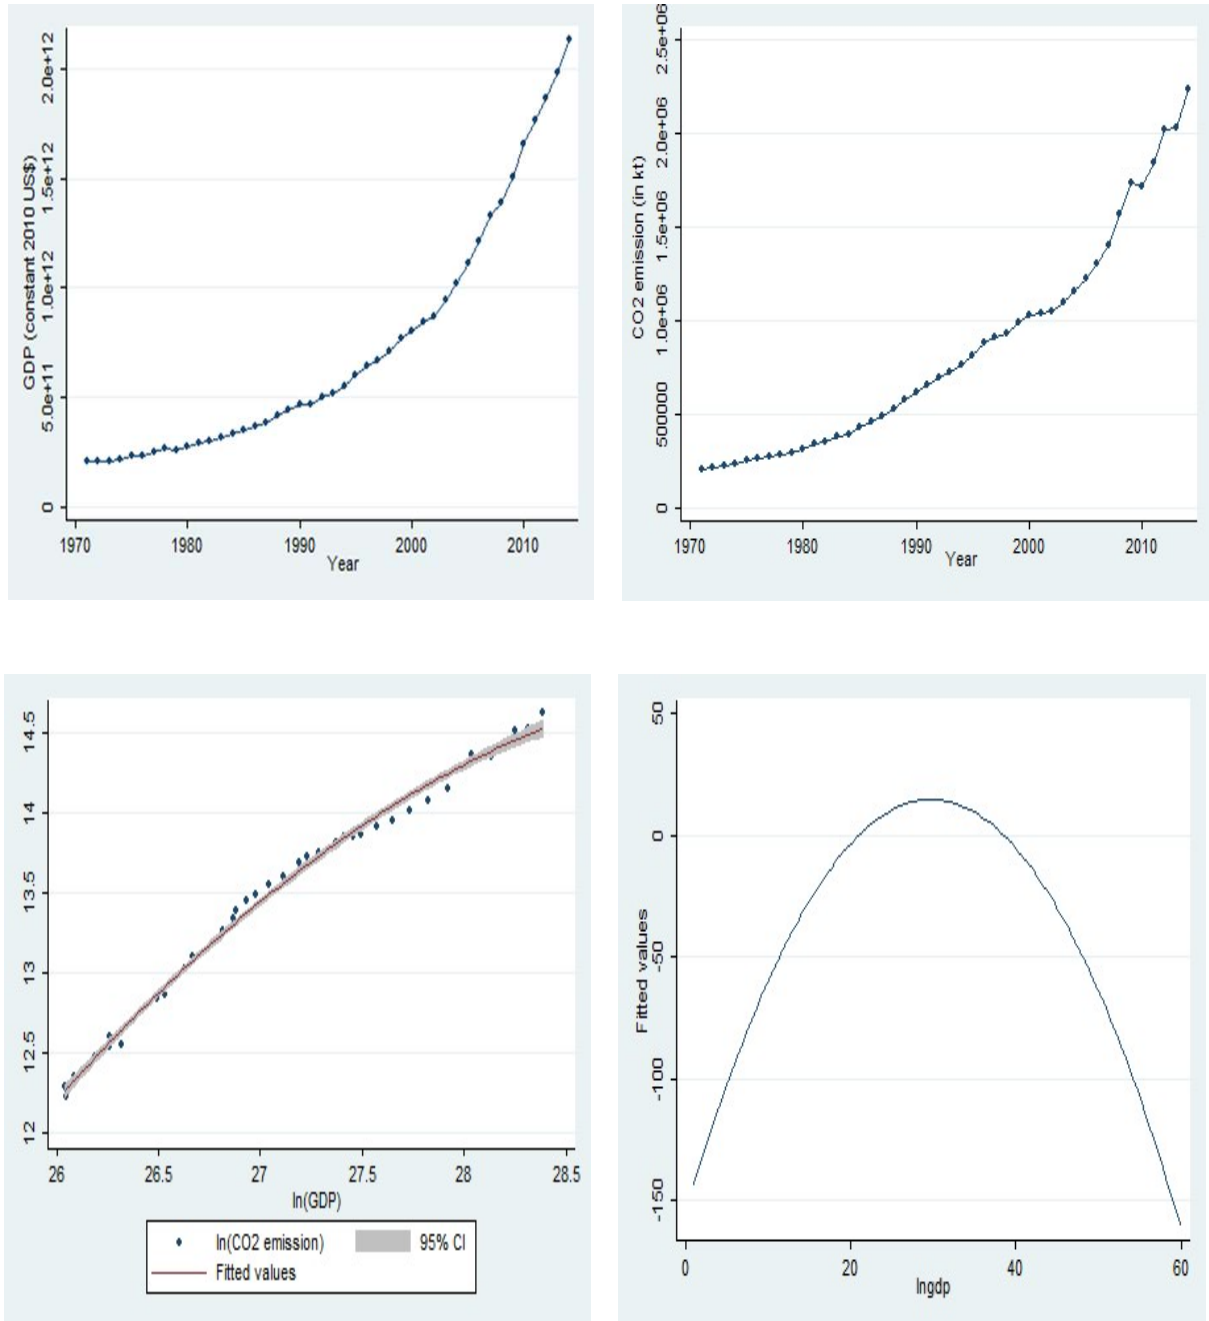 GDP (constant 2010 US$)
2.0e+12
1.5e+12
1.0e+12
5.0e+11
0
1970 1980 1990 2000 2010
Year
CO2 emission (in kt)
2.5e+06
2.0e+06
1.5e+06
1.0e+06
500000
0
1970 1980 1990 2000 2010
Year
14.5
14
13.5
13
12.5
12
26 26.5 27 27.5 28 28.5
ln(GDP)
ln(CO2 emission) 95% CI
Fitted values
Fitted values
50
0
-50
-100
-150
0 20 40 60
lngdp